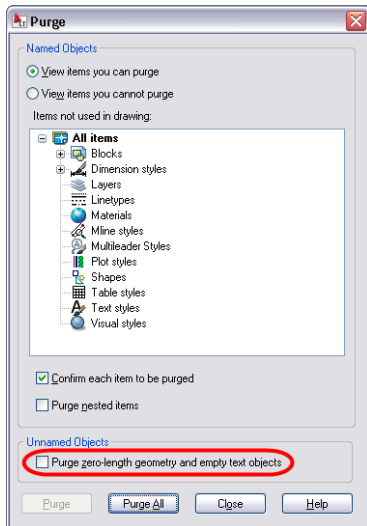 Purge
Named Objects
View items you can purge
View items you cannot purge
Items not used in drawing:
All items
Blocks
Dimension styles
Layers
Linetypes
Materials
Mline styles
Multileader Styles
Plot styles
Shapes
Table styles
Text styles
Visual styles
Confirm each item to be purged
Purge nested items
Unnamed Objects
Purge zero-length geometry and empty text objects
Purge Purge All Close Help